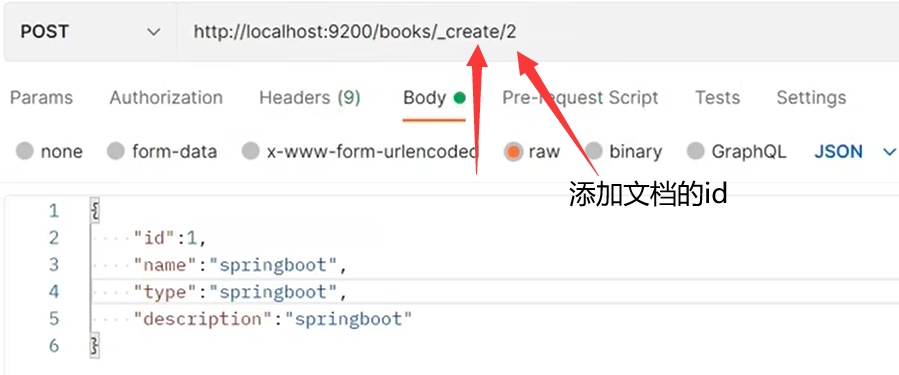 POST http://localhost:9200/books/_create/2
Params Authorization Headers (9) Body Pre-request Script Tests Settings
none form-data x-www-form-urlencoded raw binary GraphQL JSON
添加文档的id
1 {
2 "id":1,
3 "name":"springboot",
4 "type":"springboot",
5 "description":"springboot"
6 }